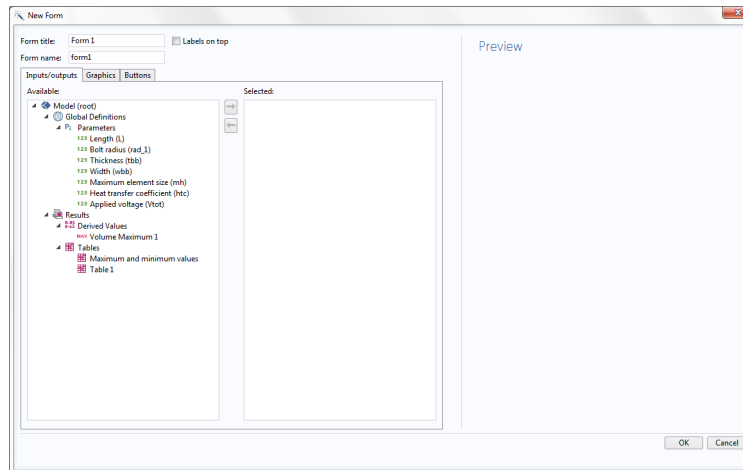 New Form
Form title: Form 1 Labels on top
Form name: form1
Preview
Inputs/outputs Graphics Buttons
Available: Selected:
Model (root)
Global Definitions
Pi Parameters
123 Length (L)
123 Bolt radius (rad_1)
123 Thickness (tbb)
123 Width (wbb)
123 Maximum element size (mh)
123 Heat transfer coefficient (htc)
123 Applied voltage (Vtot)
Results
Derived Values
MAX Volume Maximum 1
Tables
Maximum and minimum values
Table 1
OK Cancel